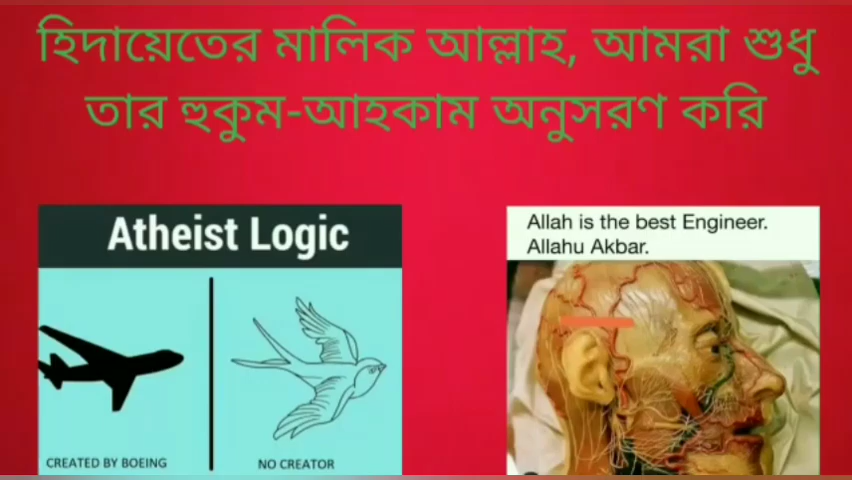 হিদায়েতের মালিক আল্লাহ, আমরা শুধু
তার হুকুম-আহকাম অনুসরণ করি
Atheist Logic
CREATED BY BOEING
NO CREATOR
Allah is the best Engineer.
Allahu Akbar.